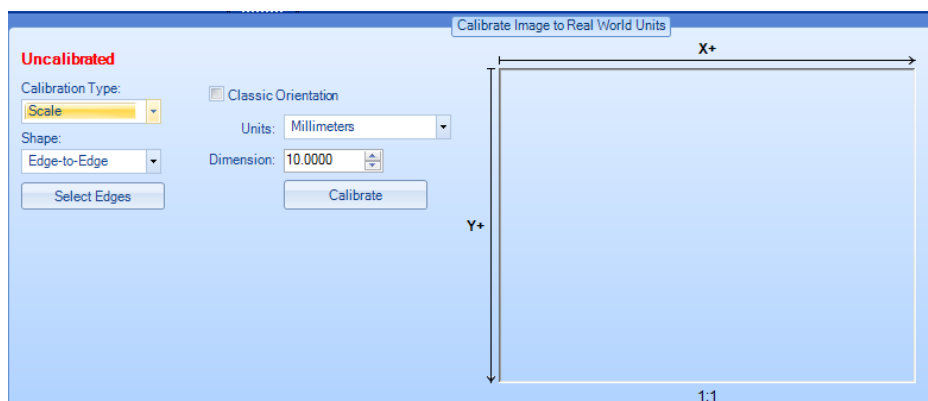 Calibrate Image to Real World Units
Uncalibrated
Calibration Type:
Scale
Shape:
Edge-to-Edge
Select Edges
Classic Orientation
Units: Millimeters
Dimension: 10.0000
Calibrate
X+
Y+
1:1